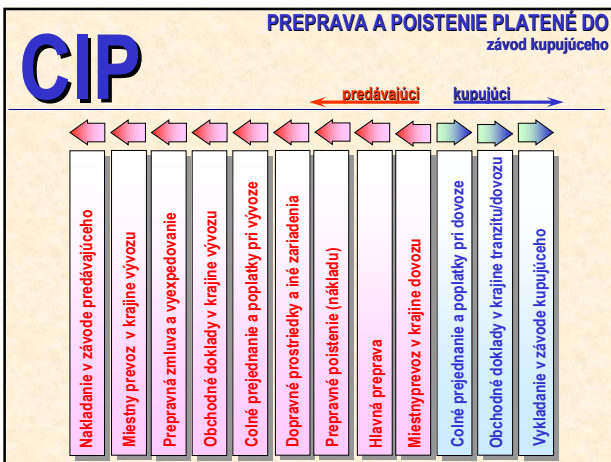 CIP
PREPRAVA A POISTENIE PLATENÉ DO
závod kupujúceho
predávajúci
kupujúci
Nakladanie v závode predávajúceho
Miestny prevoz v krajine vývozu
Prepravná zmluva a vyexpedovanie
Obchodné doklady v krajine vývozu
Colné prejednanie a poplatky pri vývoze
Dopravné prostriedky a iné zariadenia
Prepravné poistenie (nákladu)
Hlavná preprava
Miestnyprevoz v krajine dovozu
Colné prejednanie a poplatky pri dovoze
Obchodné doklady v krajine tranzitu/dovozu
Vykladanie v závode kupujúceho